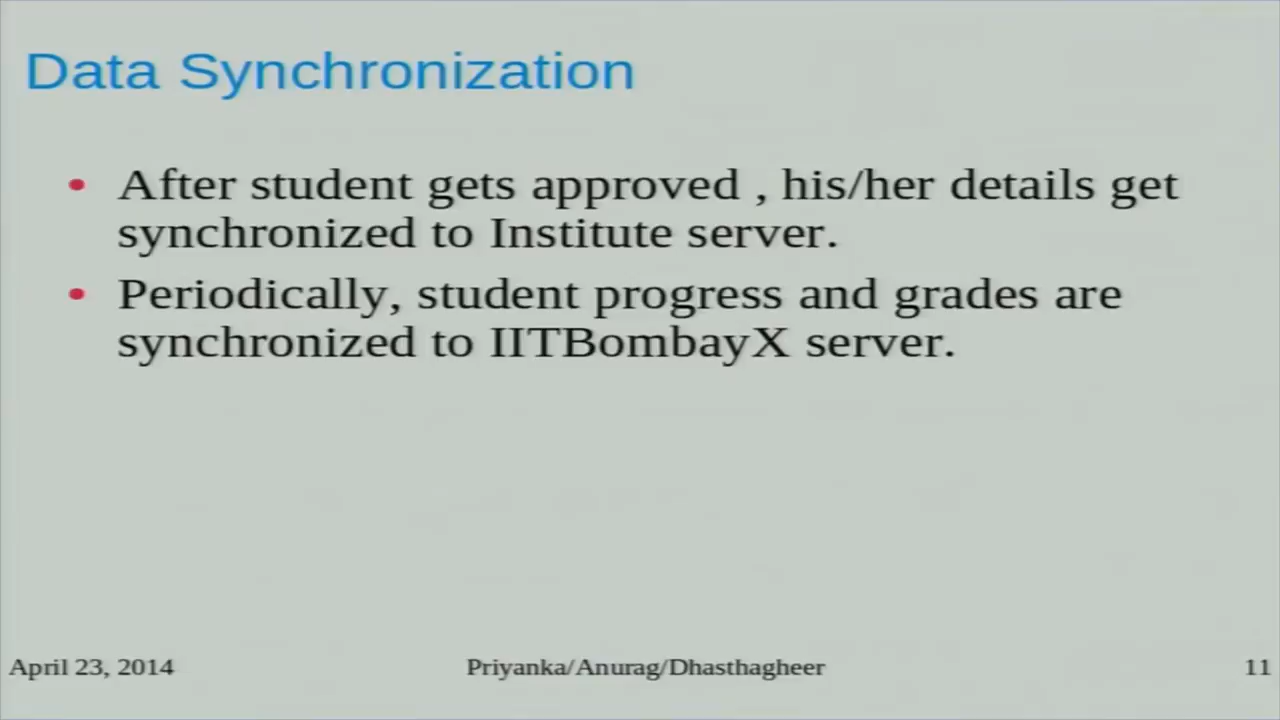 Data Synchronization
• After student gets approved , his/her details get
synchronized to Institute server.
• Periodically, student progress and grades are
synchronized to IITBombayX server.
April 23, 2014 Priyanka/Anurag/Dhasthagheer 11